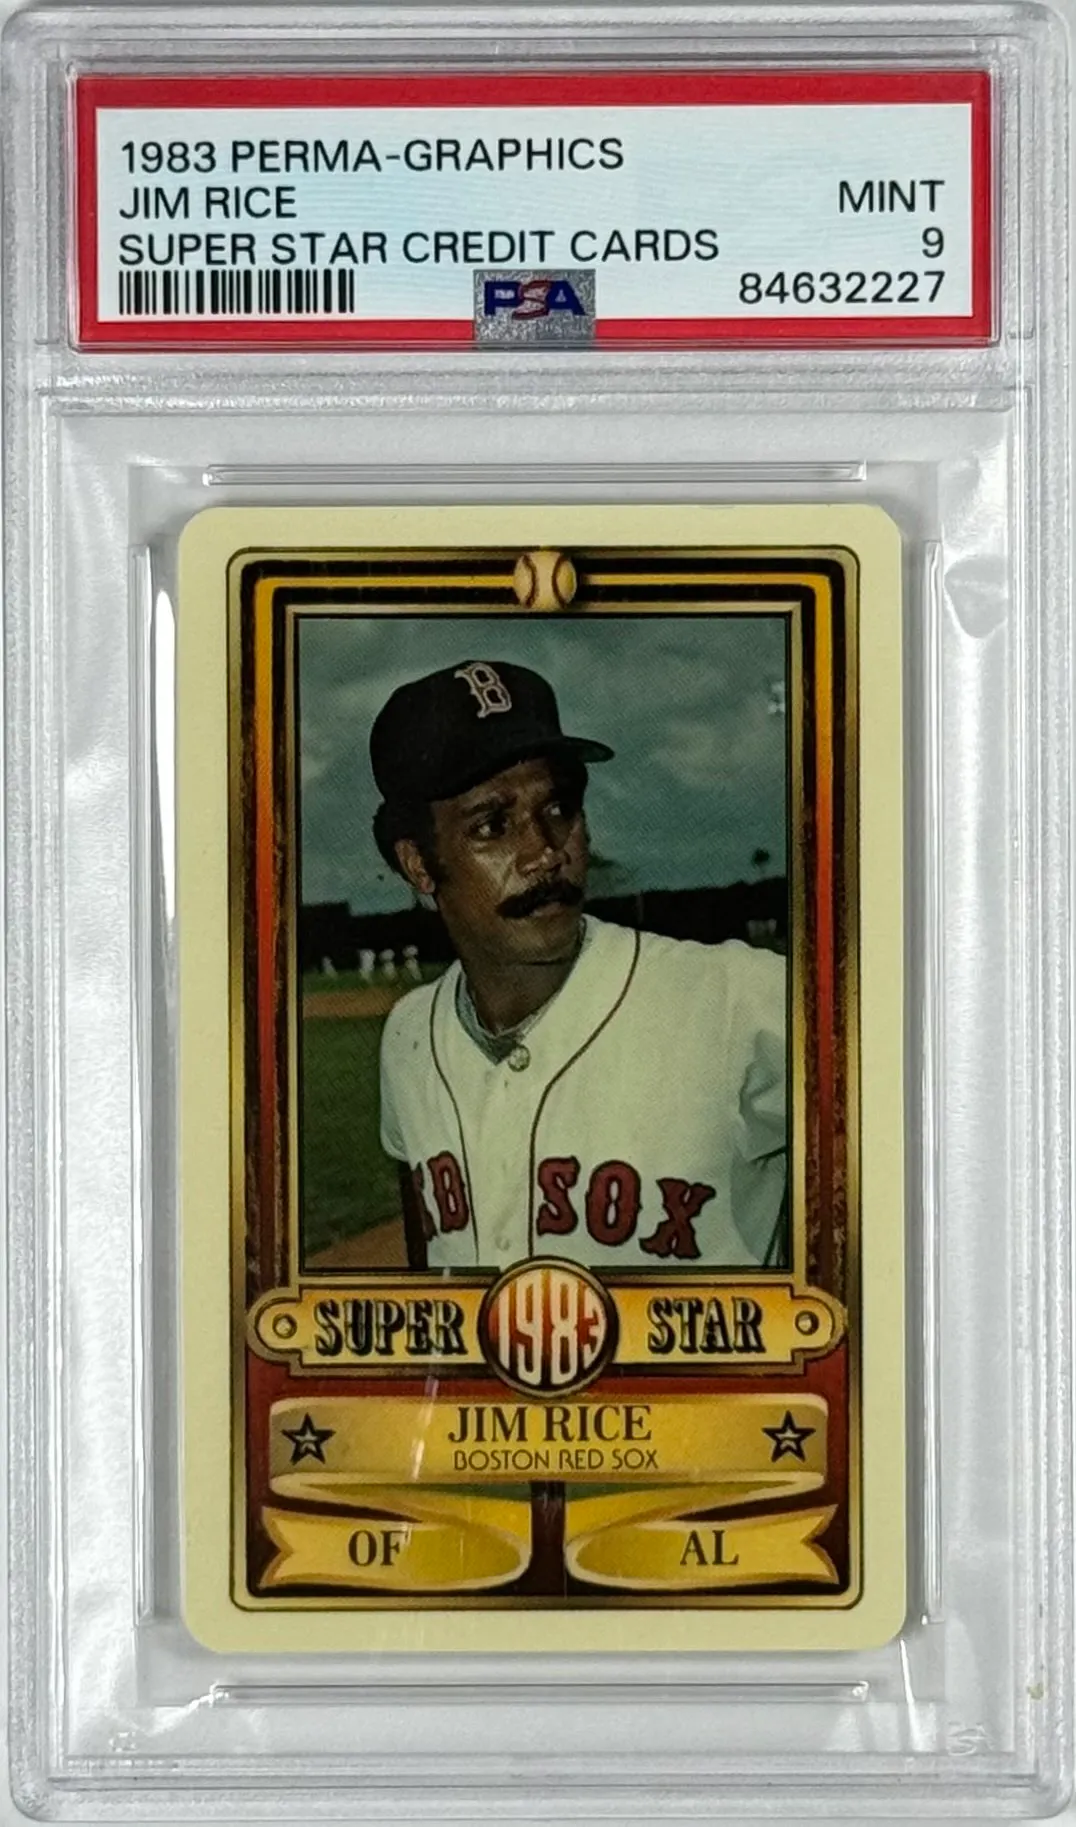 1983 PERMA-GRAPHICS
JIM RICE
MINT
SUPER STAR CREDIT CARDS
9
PSA
84632227
B
RED SOX
SUPER 1983 STAR
JIM RICE
BOSTON RED SOX
OF
AL